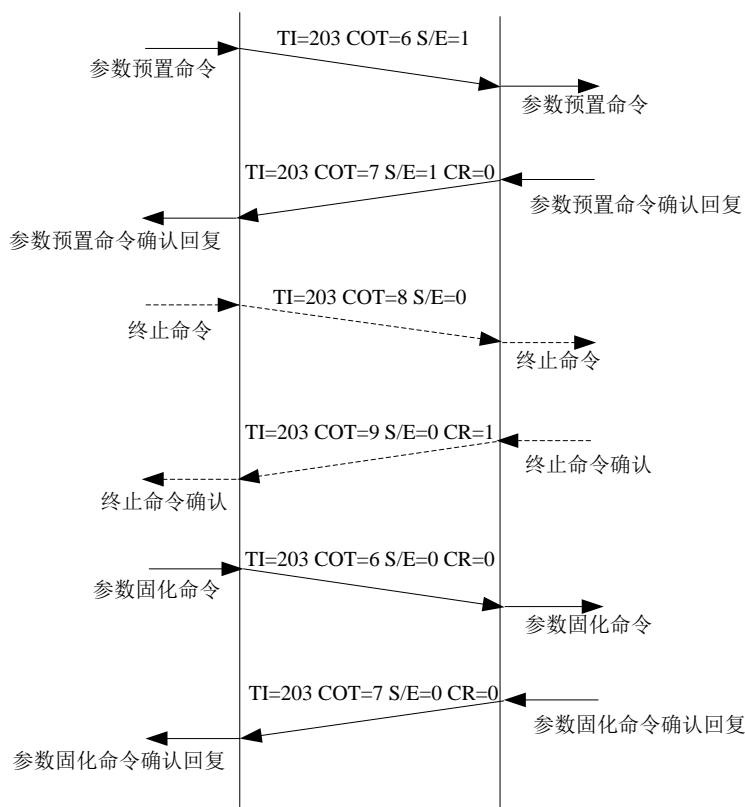 TI=203 COT=6 S/E=1
参数预置命令
参数预置命令
TI=203 COT=7 S/E=1 CR=0
参数预置命令确认回复
参数预置命令确认回复
TI=203 COT=8 S/E=0
终止命令
终止命令
TI=203 COT=9 S/E=0 CR=1
终止命令确认
终止命令确认
TI=203 COT=6 S/E=0 CR=0
参数固化命令
参数固化命令
TI=203 COT=7 S/E=0 CR=0
参数固化命令确认回复
参数固化命令确认回复